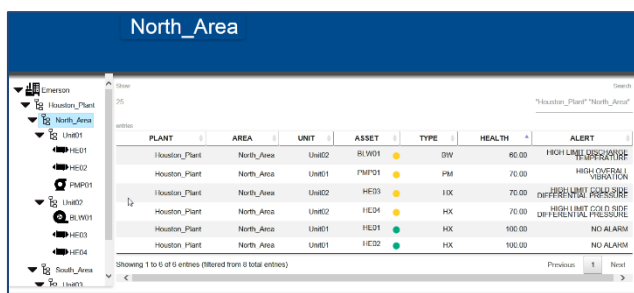 North_Area
Emerson
Houston_Plant
North_Area
Unit01
HE01
HE02
PMP01
Unit02
BLW01
HE03
HE04
South_Area
Unit03
Show
25
entries
Search
"Houston_Plant" "North_Area"
PLANT AREA UNIT ASSET TYPE HEALTH ALERT
Houston_Plant North_Area Unit02 BLW01 BW 60.00 HIGH LIMIT DISCHARGE
TEMPERATURE
Houston_Plant North_Area Unit01 PMP01 PM 70.00 HIGH OVERALL
VIBRATION
Houston_Plant North_Area Unit02 HE03 HX 70.00 HIGH LIMIT COLD SIDE
DIFFERENTIAL PRESSURE
Houston_Plant North_Area Unit02 HE04 HX 70.00 HIGH LIMIT COLD SIDE
DIFFERENTIAL PRESSURE
Houston_Plant North_Area Unit01 HE01 HX 100.00 NO ALARM
Houston_Plant North_Area Unit01 HE02 HX 100.00 NO ALARM
Showing 1 to 6 of 6 entries (filtered from 8 total entries)
Previous 1 Next